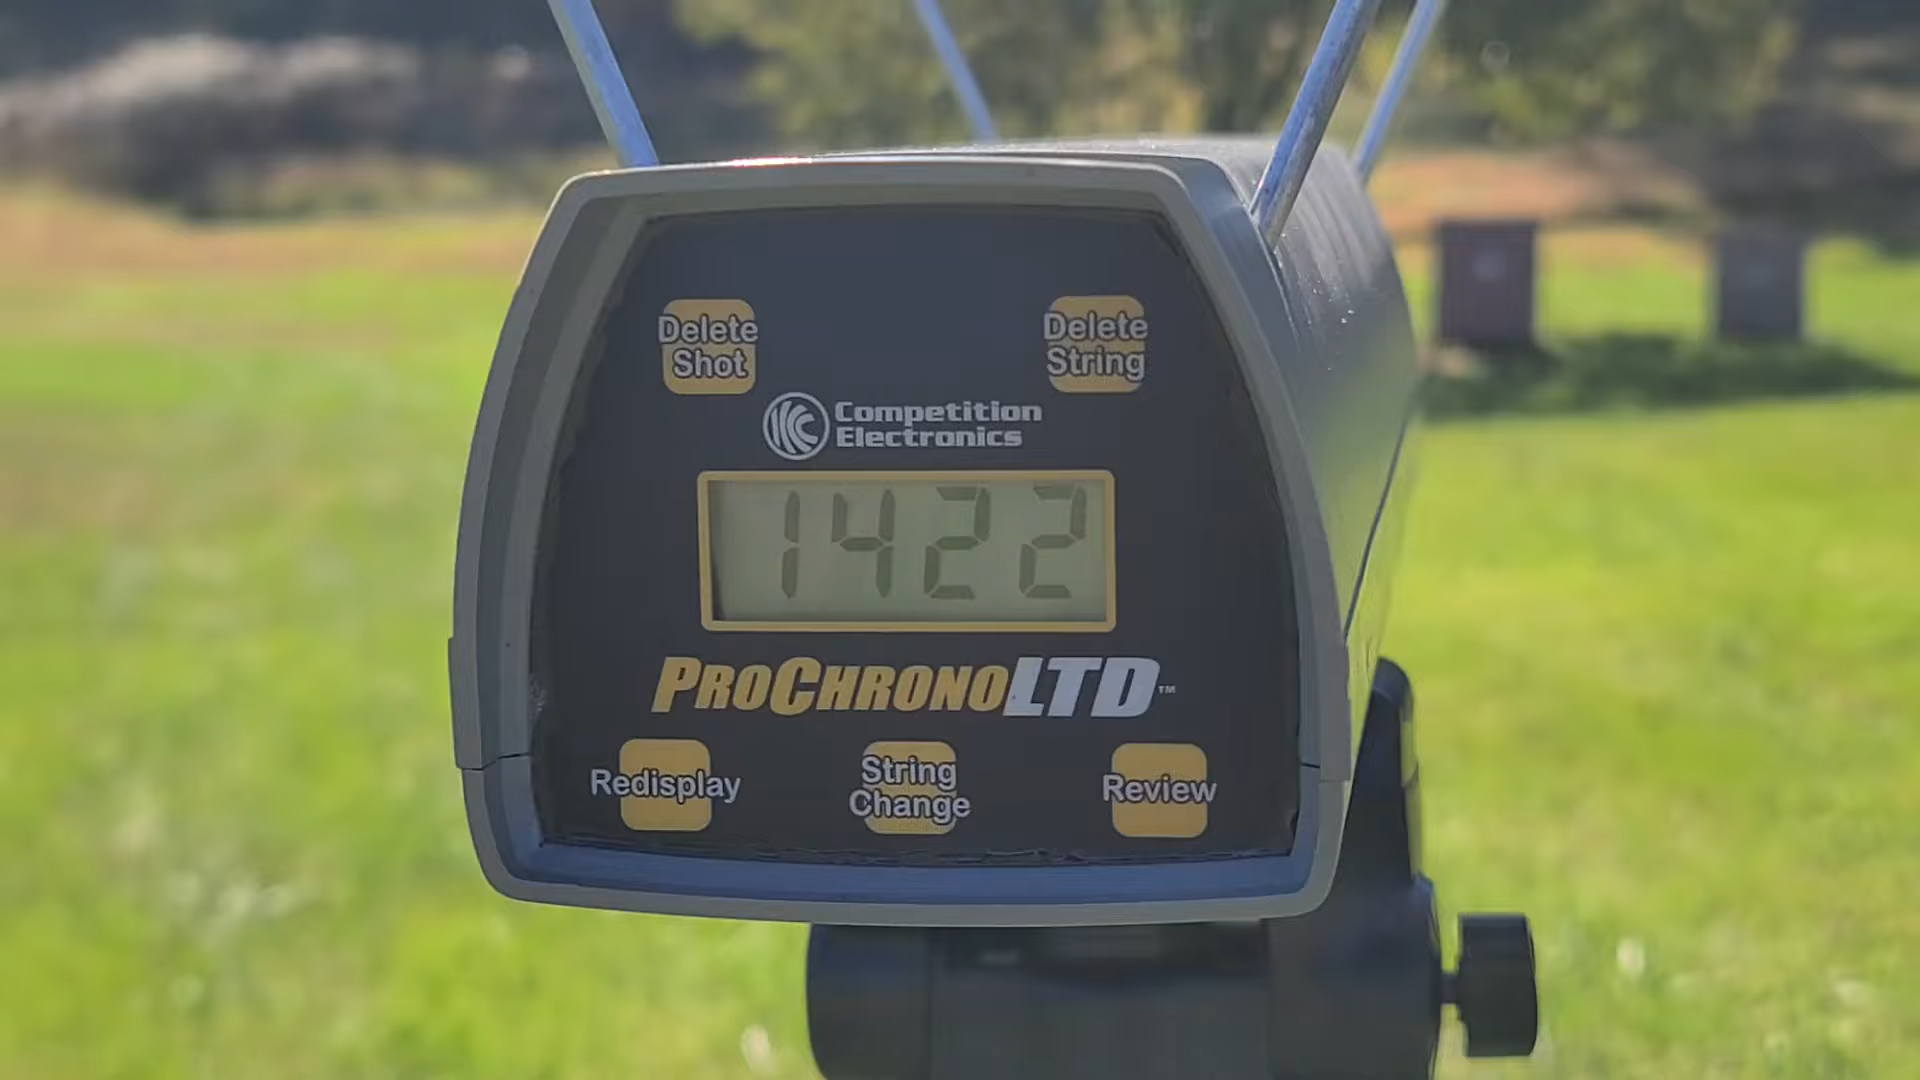 Delete
Shot
Delete
String
Competition
Electronics
1422
PROCHRONOLTD™
Redisplay
String
Change
Review